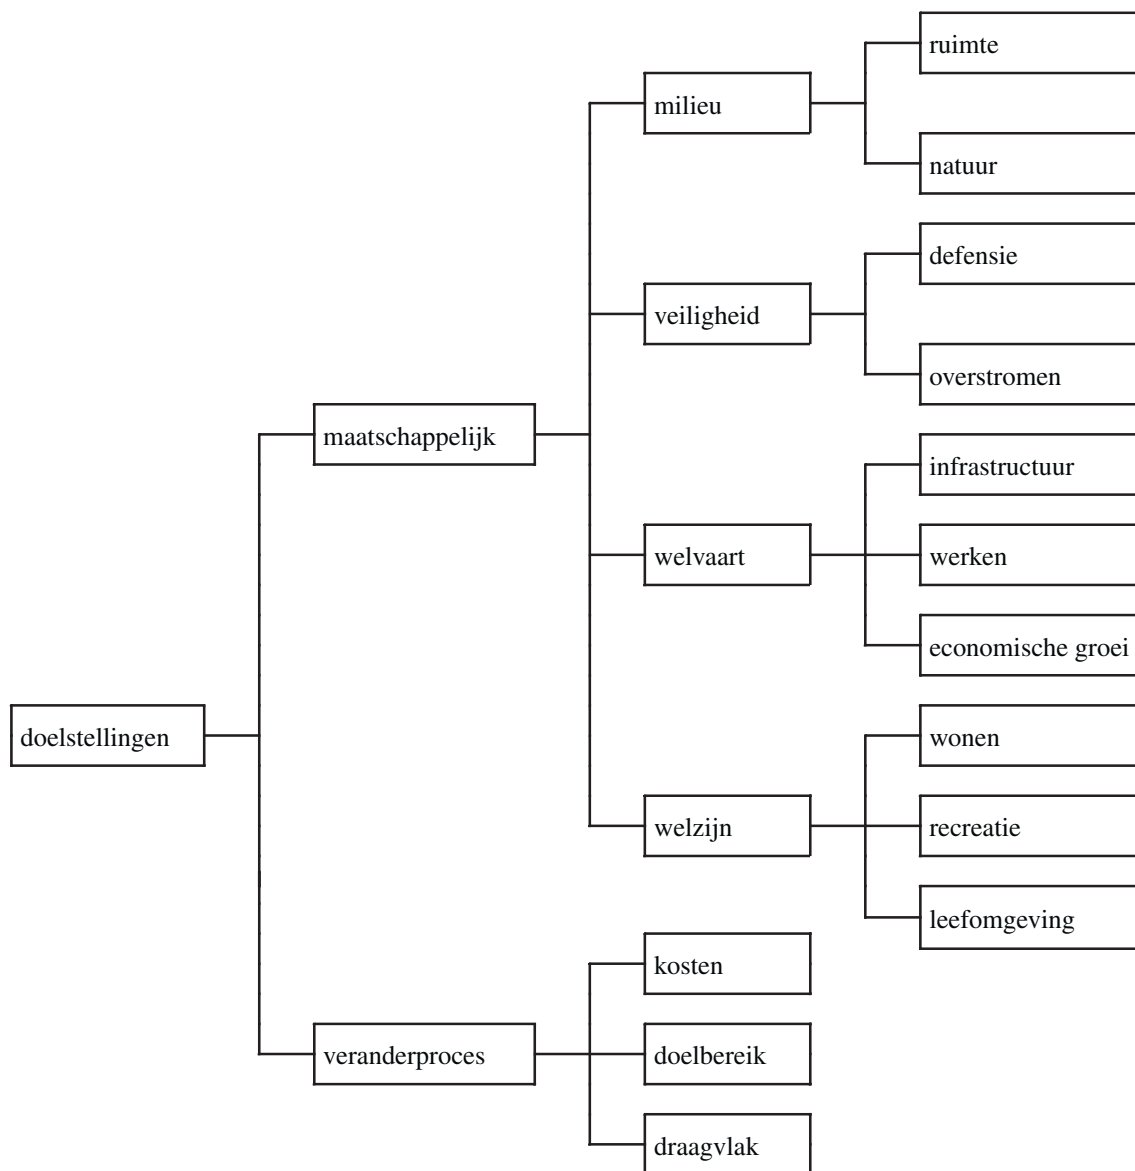 ruimte
milieu
natuur
defensie
veiligheid
overstromen
maatschappelijk
infrastructuur
welvaart
werken
economische groei
doelstellingen
wonen
welzijn
recreatie
leefomgeving
kosten
veranderproces
doelbereik
draagvlak